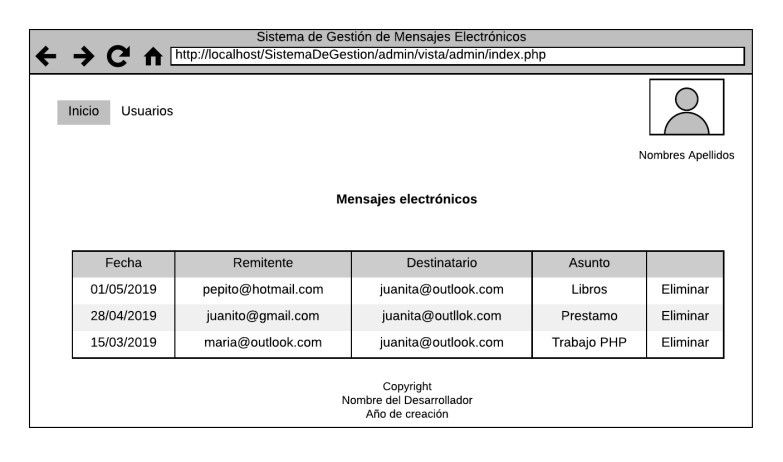 Sistema de Gestión de Mensajes Electrónicos
http://localhost/SistemaDeGestion/admin/vista/admin/index.php
Inicio Usuarios
Nombres Apellidos
Mensajes electrónicos
Fecha Remitente Destinatario Asunto
01/05/2019 pepito@hotmail.com juanita@outlook.com Libros Eliminar
28/04/2019 juanito@gmail.com juanita@outllok.com Prestamo Eliminar
15/03/2019 maria@outlook.com juanita@outlook.com Trabajo PHP Eliminar
Copyright
Nombre del Desarrollador
Año de creación